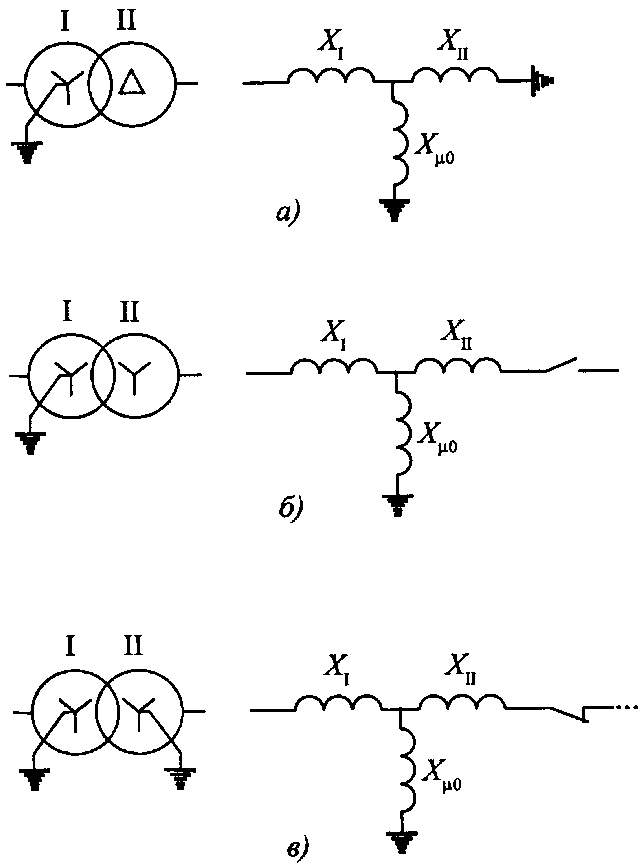 I II
X_I X_II
X_μ0
а)
I II
X_I X_II
X_μ0
б)
I II
X_I X_II
X_μ0
в)